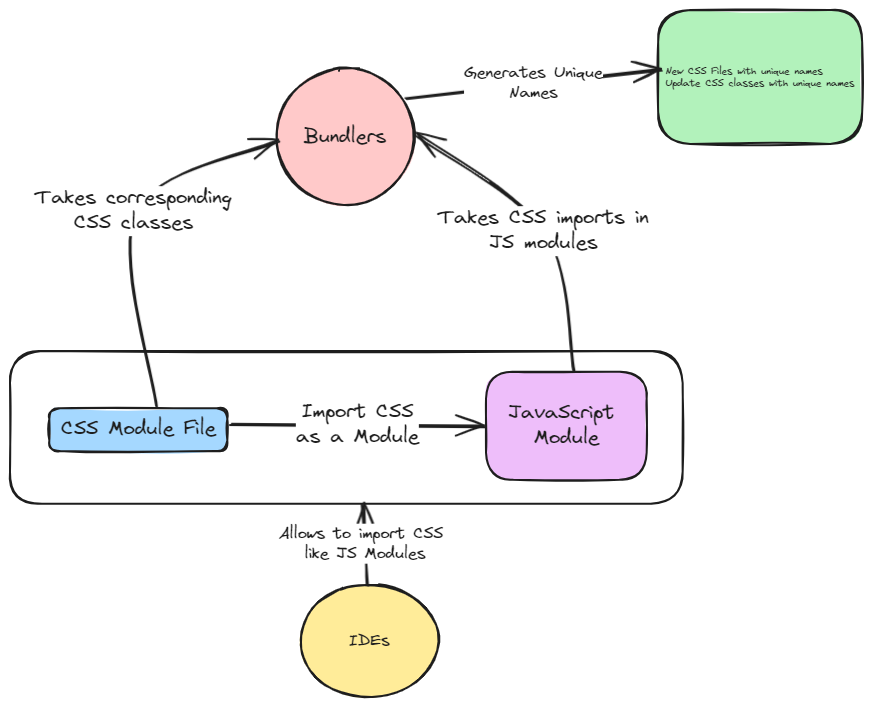 Generates Unique
Names
New CSS Files with unique names
Update CSS classes with unique names
Bundlers
Takes corresponding
CSS classes
Takes CSS imports in
JS modules
CSS Module File
Import CSS
as a Module
JavaScript
Module
Allows to import CSS
like JS Modules
IDEs